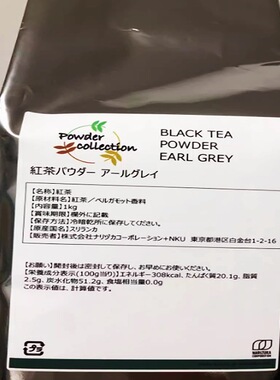 Powder
collection
BLACK TEA
POWDER
EARL GREY
紅茶パウダー アールグレイ
【名称】紅茶
【原材料名】紅茶／ベルガモット香料
【内容量】1kg
【賞味期限】欄外に記載
【保存方法】冷暗乾所に保存してください。
【原産国名】スリランカ
【販売者】株式会社ナリヅカコーポレーション+NKU 東京都港区白金台1-2-16
【お願い】開封後は密封して保存し、お早めにお使いください。
【栄養成分表示(100g当り)】エネルギー308kcal、たんぱく質20.1g、脂質
2.5g、炭水化物51.2g、食塩相当量0.0g
この表示値は、計算値です。
プラ
NARIZUKA